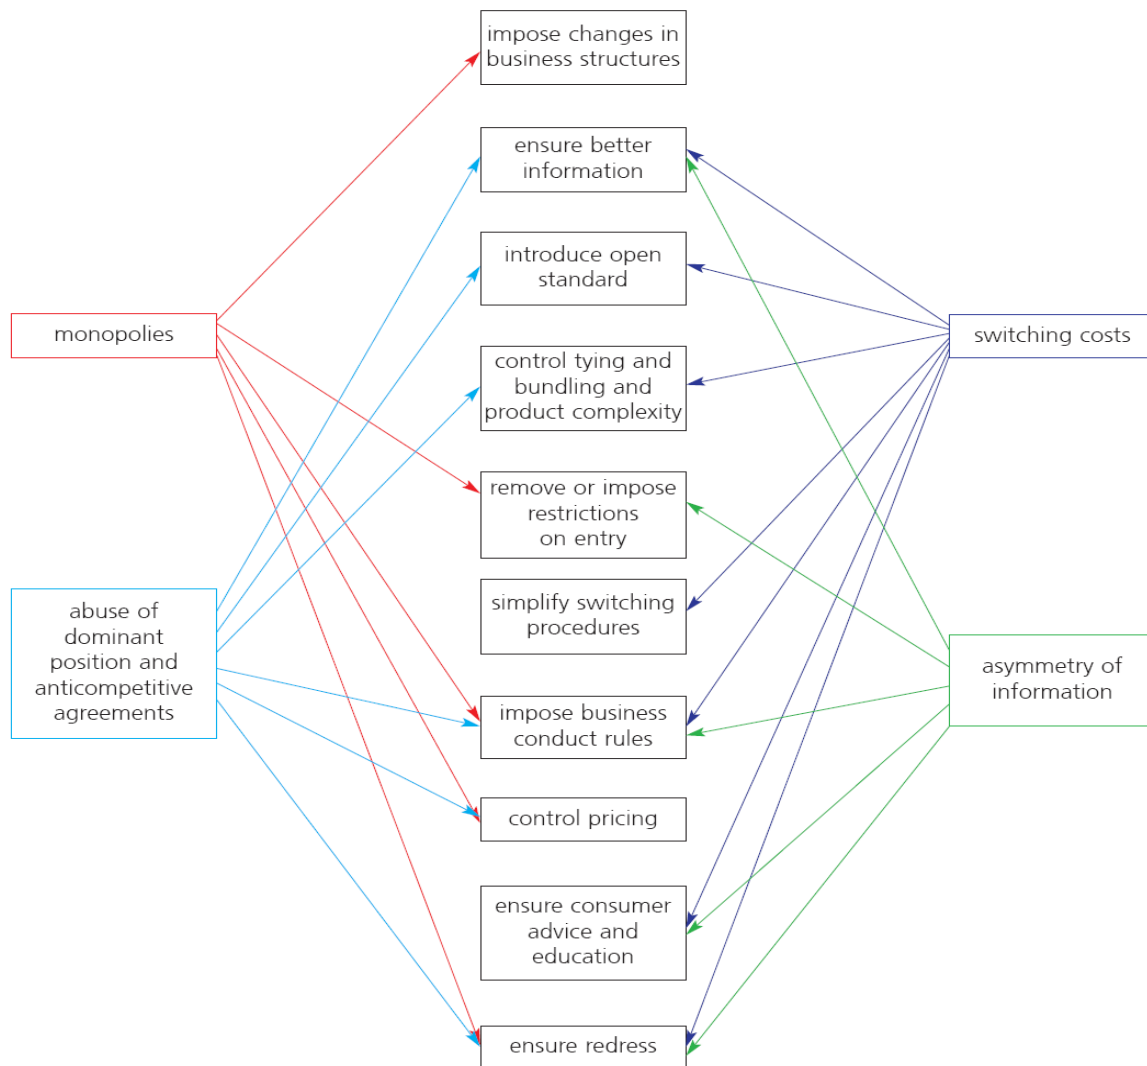 impose changes in
business structures
ensure better
information
introduce open
standard
monopolies
switching costs
control tying and
bundling and
product complexity
remove or impose
restrictions
on entry
simplify switching
procedures
abuse of
dominant
position and
anticompetitive
agreements
asymmetry of
information
impose business
conduct rules
control pricing
ensure consumer
advice and
education
ensure redress